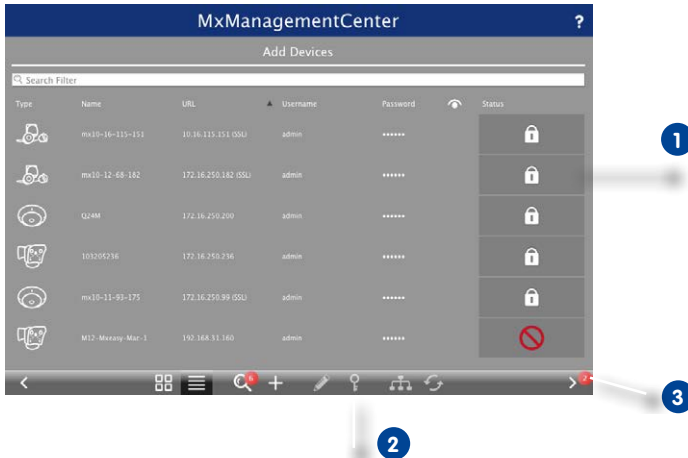 MxManagementCenter ?
Add Devices
Search Filter
Type Name URL Username Password Status
mx10-16-115-151 10.16.115.151 (SSL) admin ••••••
mx10-12-68-182 172.16.250.182 (SSL) admin ••••••
Q24M 172.16.250.200 admin ••••••
103205236 172.16.250.236 admin ••••••
mx10-11-93-175 172.16.250.99 (SSL) admin ••••••
M12-Mxeasy-Mar-1 192.168.31.160 admin ••••••
6 2
1
2
3